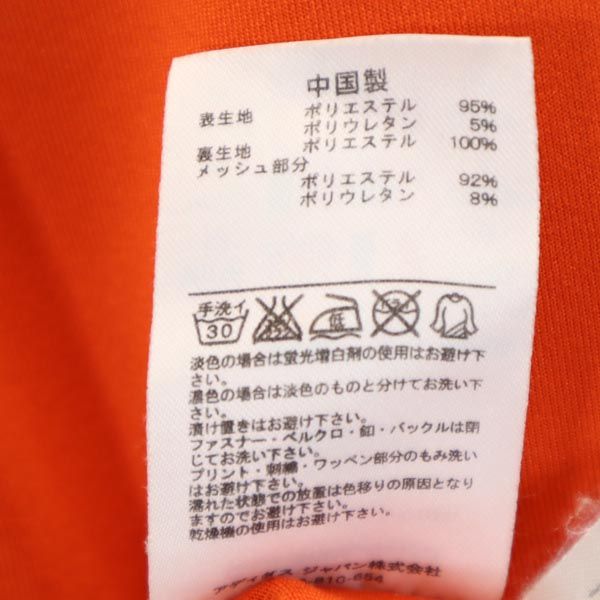 中国製
表生地 ポリエステル 95%
ポリウレタン 5%
裏生地 ポリエステル 100%
メッシュ部分
ポリエステル 92%
ポリウレタン 8%
手洗イ
30 低
淡色の場合は蛍光増白剤の使用はお避け下
さい。
濃色の場合は淡色のものと分けてお洗い下
さい。
漬け置きはお避け下さい。
ファスナー・ベルクロ・釦・バックルは閉
じてお洗い下さい。
プリント・刺繍・ワッペン部分のもみ洗い
はお避け下さい。
濡れた状態での放置は色移りの原因となり
ますのでお避け下さい。
乾燥機の使用はお避け下さい。
アディダス ジャパン株式会社
-810-654